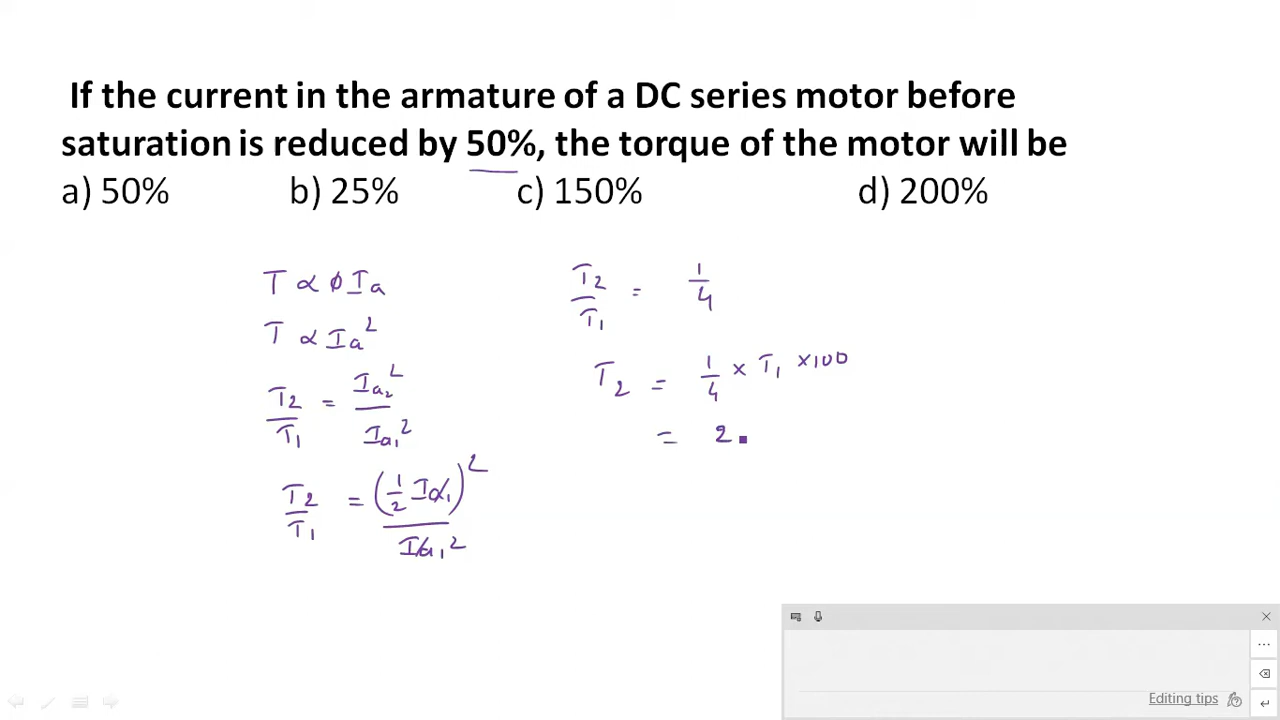 If the current in the armature of a DC series motor before
saturation is reduced by 50%, the torque of the motor will be
a) 50% b) 25% c) 150% d) 200%
T ∝ ϕ Ia
T ∝ Ia²
T2/T1 = Ia2²/Ia1²
T2/T1 = (1/2 Ia1)²/Ia1²
T2/T1 = 1/4
T2 = 1/4 × T1 × 100
= 2
Editing tips